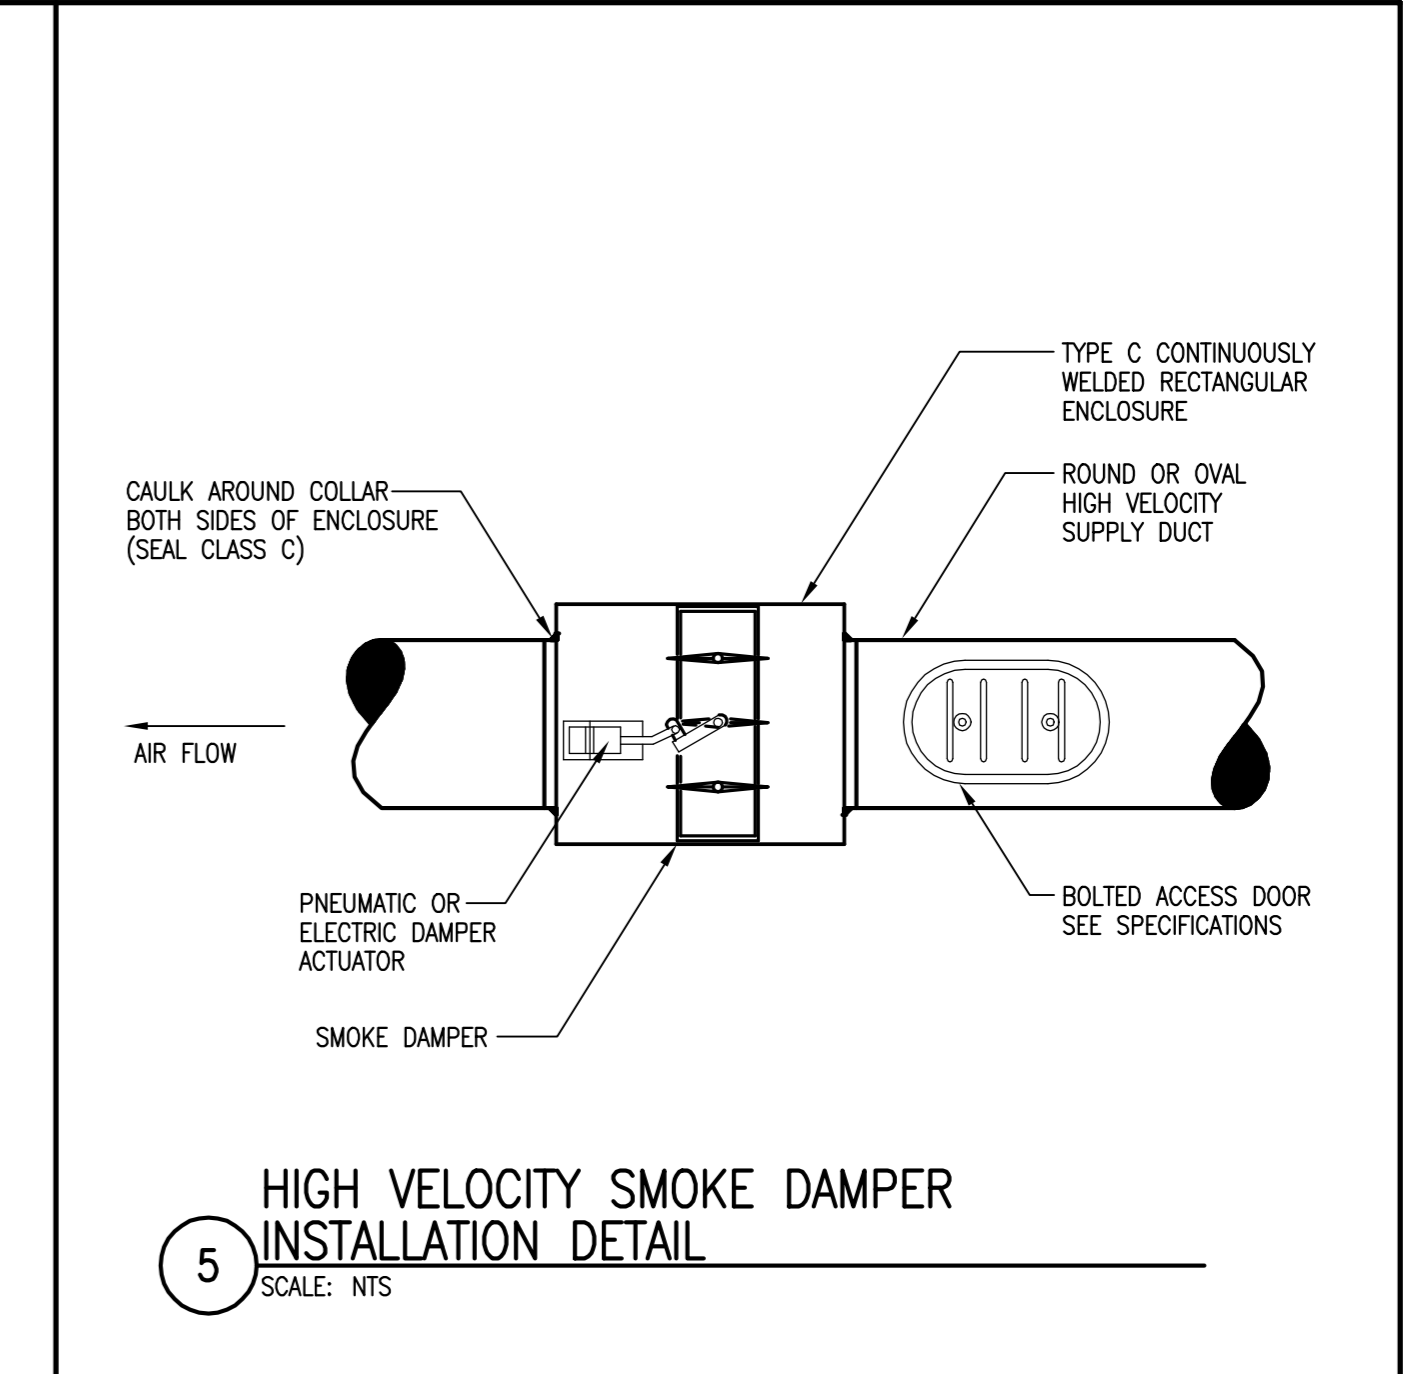 TYPE C CONTINUOUSLY
WELDED RECTANGULAR
ENCLOSURE
ROUND OR OVAL
HIGH VELOCITY
SUPPLY DUCT
CAULK AROUND COLLAR
BOTH SIDES OF ENCLOSURE
(SEAL CLASS C)
AIR FLOW
PNEUMATIC OR
ELECTRIC DAMPER
ACTUATOR
BOLTED ACCESS DOOR
SEE SPECIFICATIONS
SMOKE DAMPER
HIGH VELOCITY SMOKE DAMPER
INSTALLATION DETAIL
5
SCALE: NTS